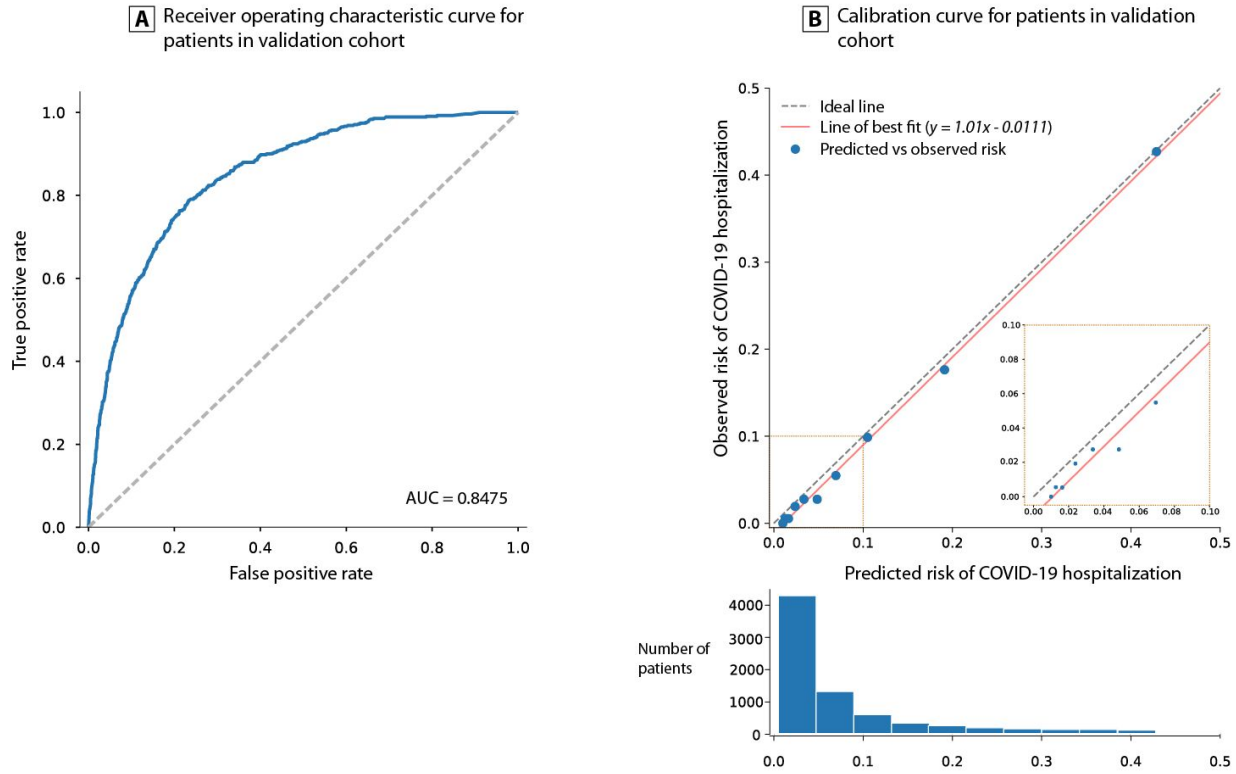 A Receiver operating characteristic curve for
patients in validation cohort
True positive rate
1.0
0.8
0.6
0.4
0.2
0.0
AUC = 0.8475
0.0 0.2 0.4 0.6 0.8 1.0
False positive rate
B Calibration curve for patients in validation
cohort
Observed risk of COVID-19 hospitalization
0.5
0.4
0.3
0.2
0.1
0.0
Ideal line
Line of best fit (y = 1.01x - 0.0111)
Predicted vs observed risk
0.10
0.08
0.06
0.04
0.02
0.00
0.00 0.02 0.04 0.06 0.08 0.10
0.0 0.1 0.2 0.3 0.4 0.5
Predicted risk of COVID-19 hospitalization
Number of
patients
4000
3000
2000
1000
0
0.0 0.1 0.2 0.3 0.4 0.5